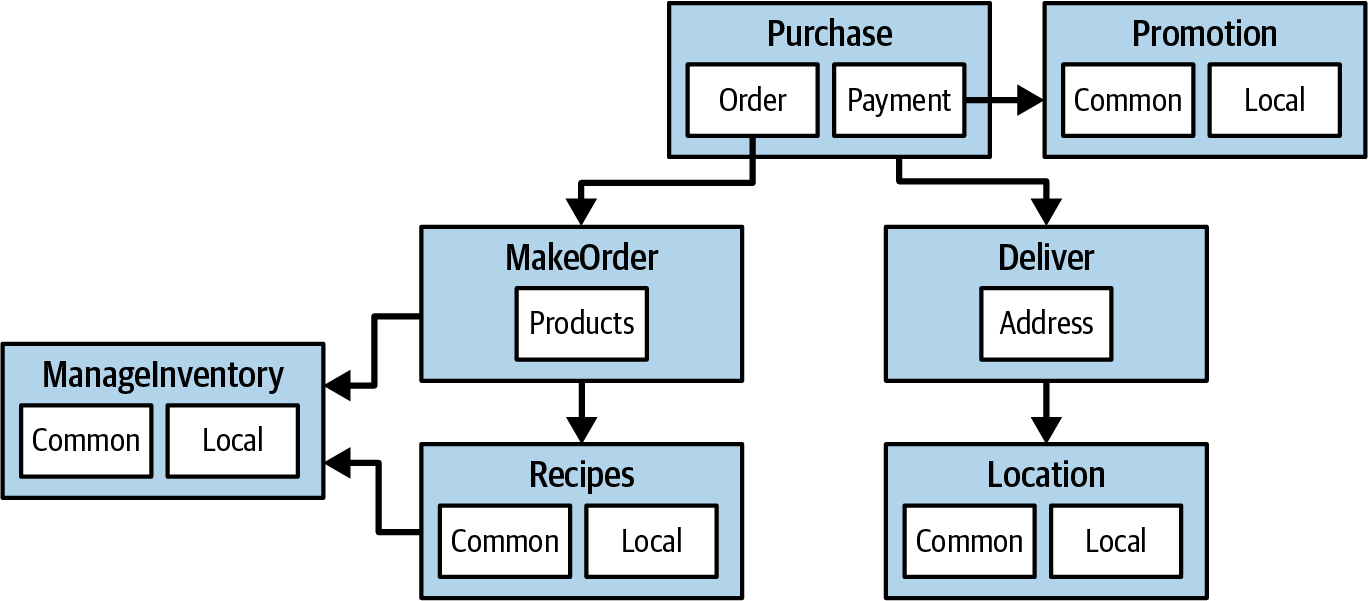 Purchase
Order
Payment
Promotion
Common
Local
MakeOrder
Products
Deliver
Address
ManageInventory
Common
Local
Recipes
Common
Local
Location
Common
Local